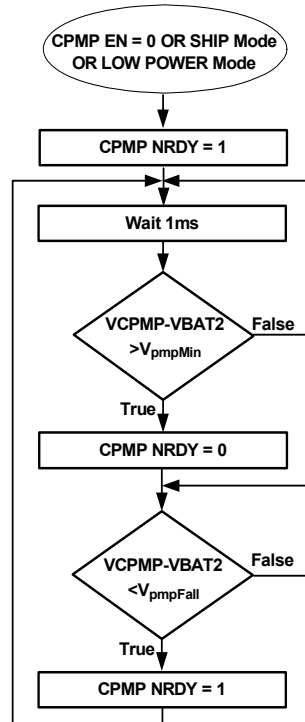 CPMP EN = 0 OR SHIP Mode
OR LOW POWER Mode
CPMP NRDY = 1
Wait 1ms
VCPMP-VBAT2
>VpmpMin
False
True
CPMP NRDY = 0
VCPMP-VBAT2
<VpmpFall
False
True
CPMP NRDY = 1